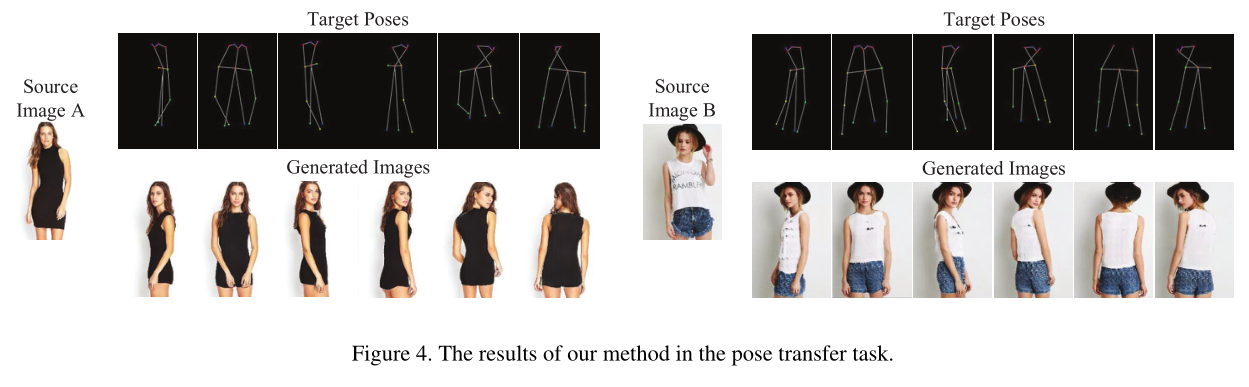 Target Poses
Source
Image A
Generated Images
Target Poses
Source
Image B
RAMBLER
Generated Images
Figure 4. The results of our method in the pose transfer task.